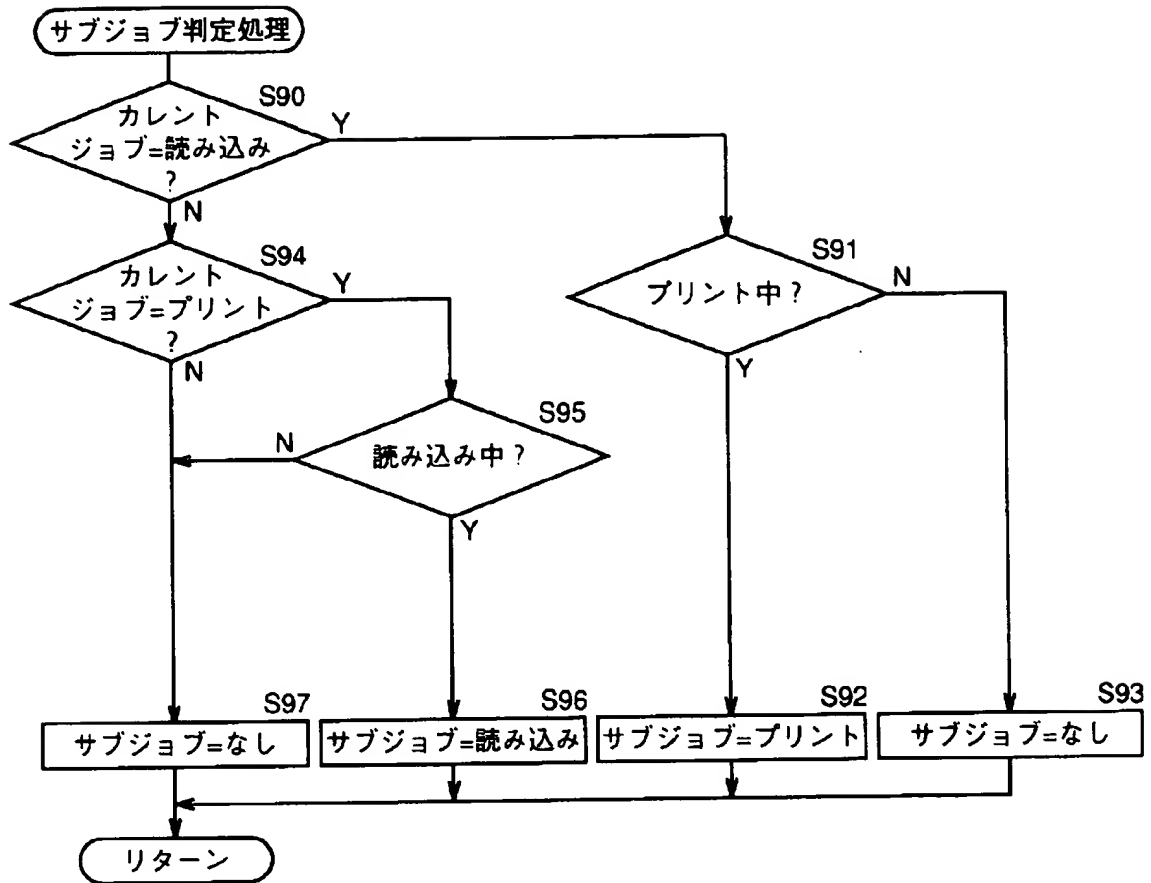 サブジョブ判定処理
S90
カレント
ジョブ=読み込み
?
Y
N
S94
カレント
ジョブ=プリント
?
Y
N
S91
プリント中?
N
Y
S95
読み込み中?
N
Y
S97
サブジョブ=なし
S96
サブジョブ=読み込み
S92
サブジョブ=プリント
S93
サブジョブ=なし
リターン